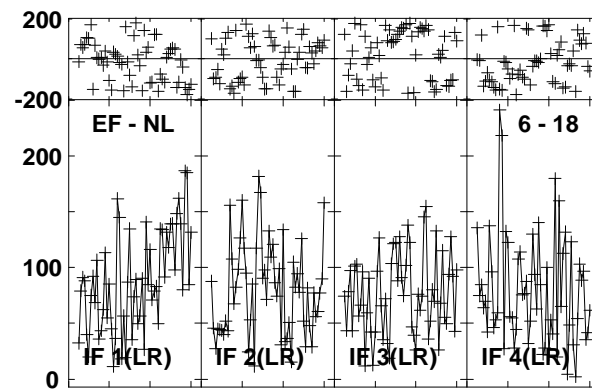 200
-200
EF - NL
6 - 18
200
100
0
IF 1(LR)
IF 2(LR)
IF 3(LR)
IF 4(LR)